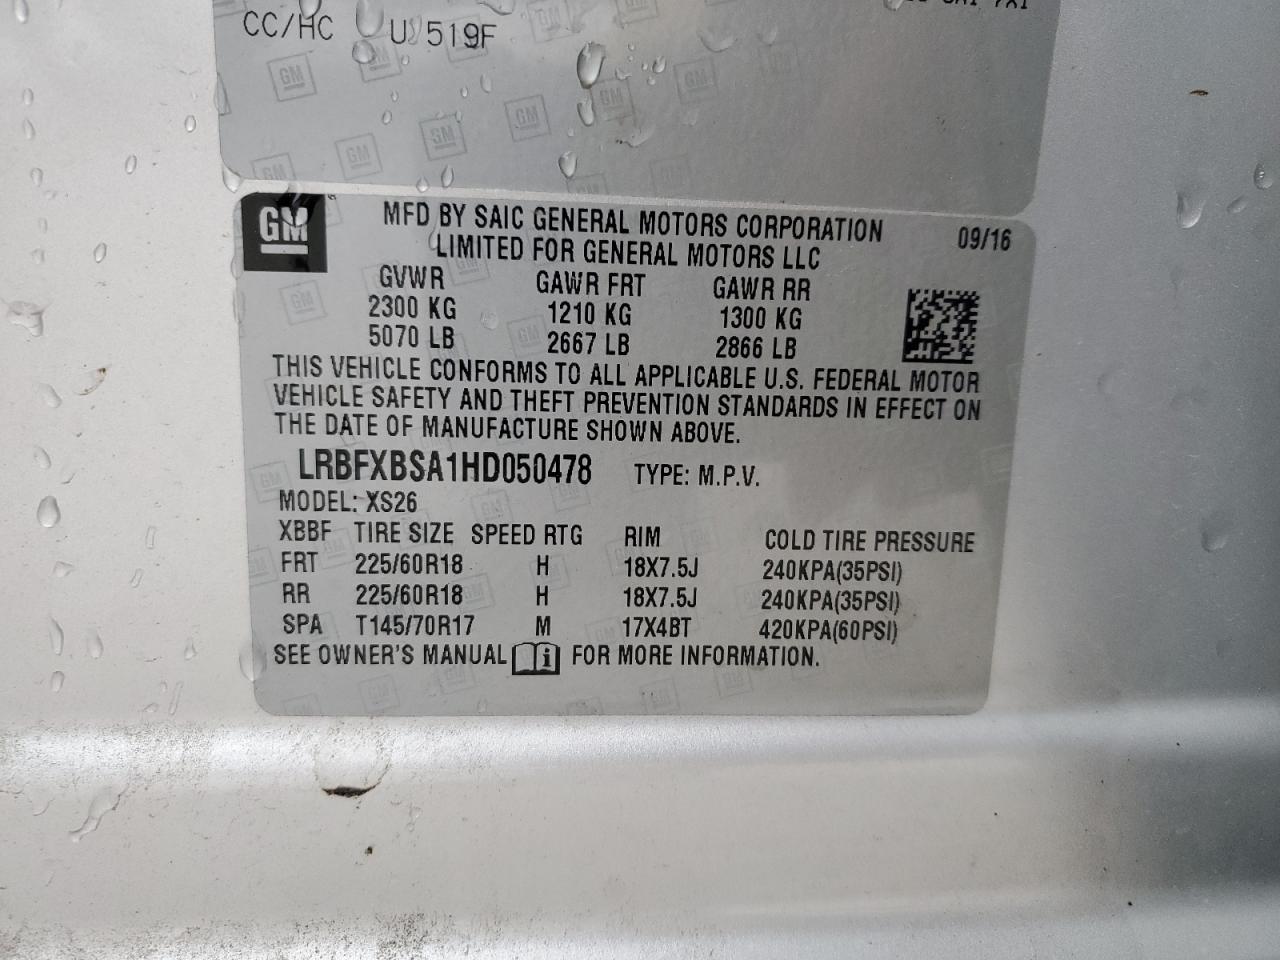 CC/HC U 519F
GM
MFD BY SAIC GENERAL MOTORS CORPORATION 09/16
LIMITED FOR GENERAL MOTORS LLC
GVWR GAWR FRT GAWR RR
2300 KG 1210 KG 1300 KG
5070 LB 2667 LB 2866 LB
THIS VEHICLE CONFORMS TO ALL APPLICABLE U.S. FEDERAL MOTOR
VEHICLE SAFETY AND THEFT PREVENTION STANDARDS IN EFFECT ON
THE DATE OF MANUFACTURE SHOWN ABOVE.
LRBFXBSA1HD050478 TYPE: M.P.V.
MODEL: XS26
XBBF TIRE SIZE SPEED RTG RIM COLD TIRE PRESSURE
FRT 225/60R18 H 18X7.5J 240KPA(35PSI)
RR 225/60R18 H 18X7.5J 240KPA(35PSI)
SPA T145/70R17 M 17X4BT 420KPA(60PSI)
SEE OWNER'S MANUAL FOR MORE INFORMATION.